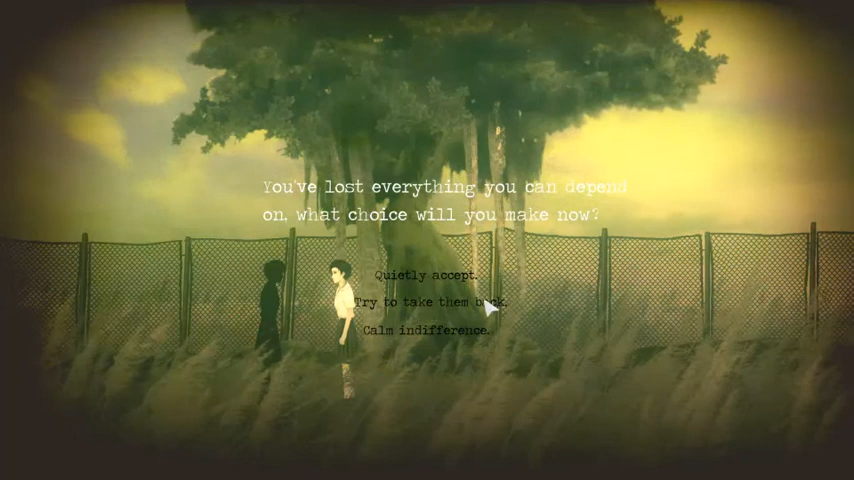 You've lost everything you can depend
on, what choice will you make now?
Quietly accept.
Try to take them back.
Calm indifference.